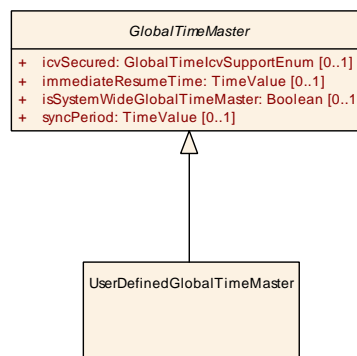 GlobalTimeMaster
+ icvSecured: GlobalTimeIcvSupportEnum [0..1]
+ immediateResumeTime: TimeValue [0..1]
+ isSystemWideGlobalTimeMaster: Boolean [0..1
+ syncPeriod: TimeValue [0..1]
UserDefinedGlobalTimeMaster